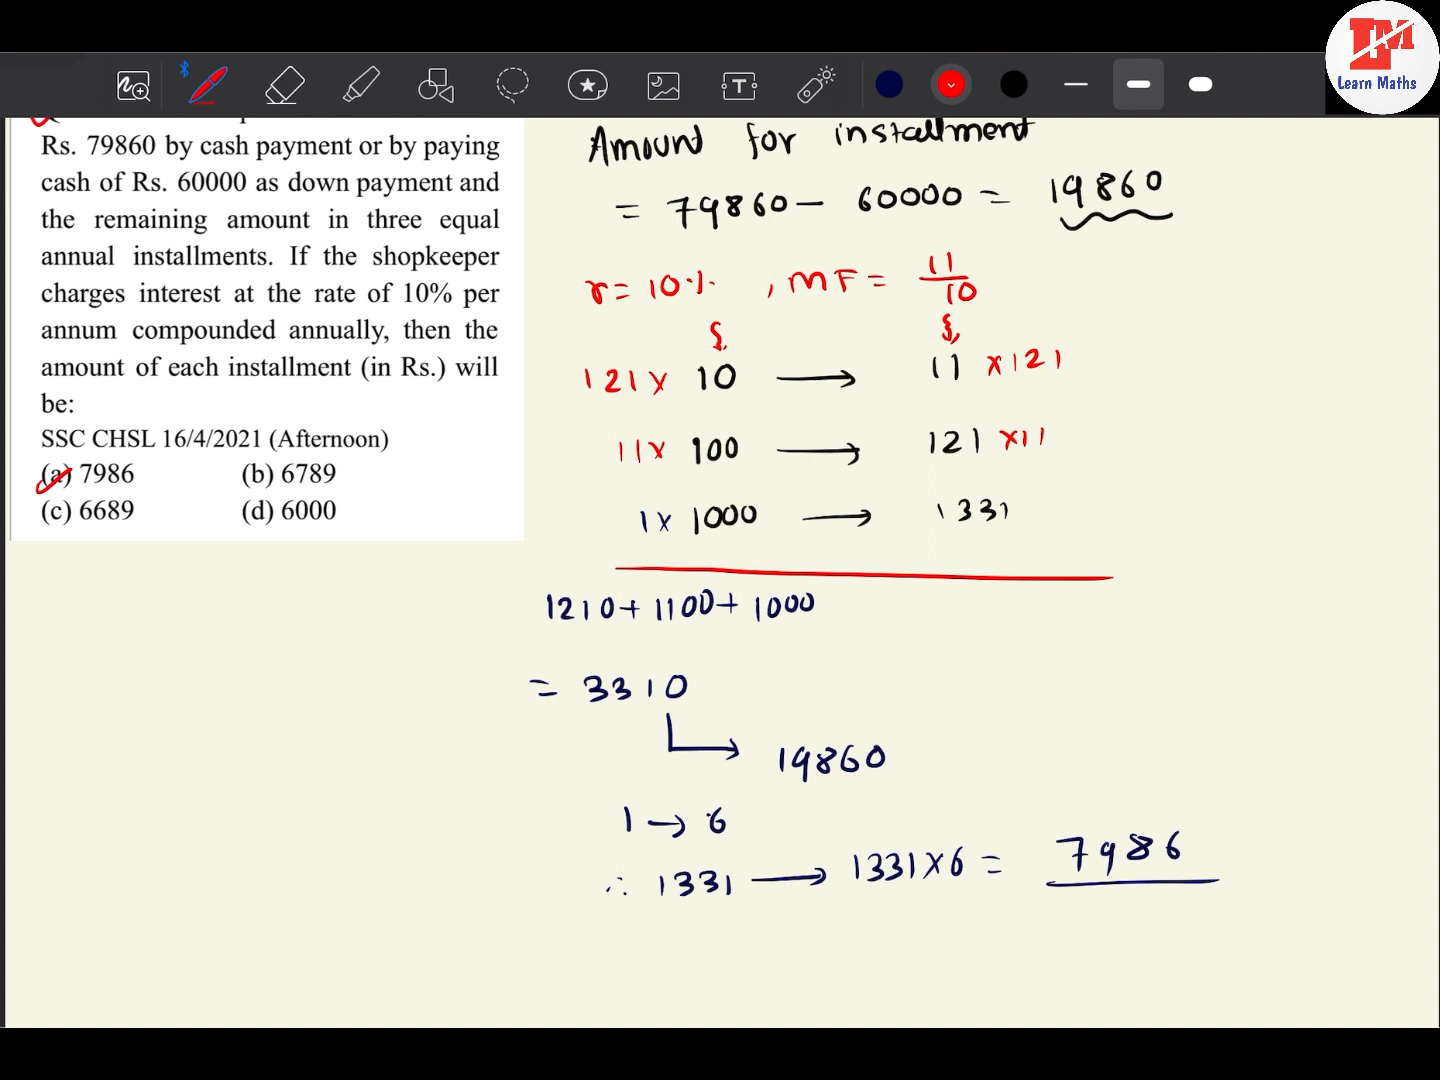 LM
Learn Maths
Rs. 79860 by cash payment or by paying
cash of Rs. 60000 as down payment and
the remaining amount in three equal
annual installments. If the shopkeeper
charges interest at the rate of 10% per
annum compounded annually, then the
amount of each installment (in Rs.) will
be:
SSC CHSL 16/4/2021 (Afternoon)
(a) 7986 (b) 6789
(c) 6689 (d) 6000
Amount for installment
= 79860 - 60000 = 19860
r = 10% , MF = 11/10
121 x 10 → 11 x 121
11 x 100 → 121 x 11
1 x 1000 → 1331
1210 + 1100 + 1000
= 3310
→ 19860
1 → 6
∴ 1331 → 1331 x 6 = 7986